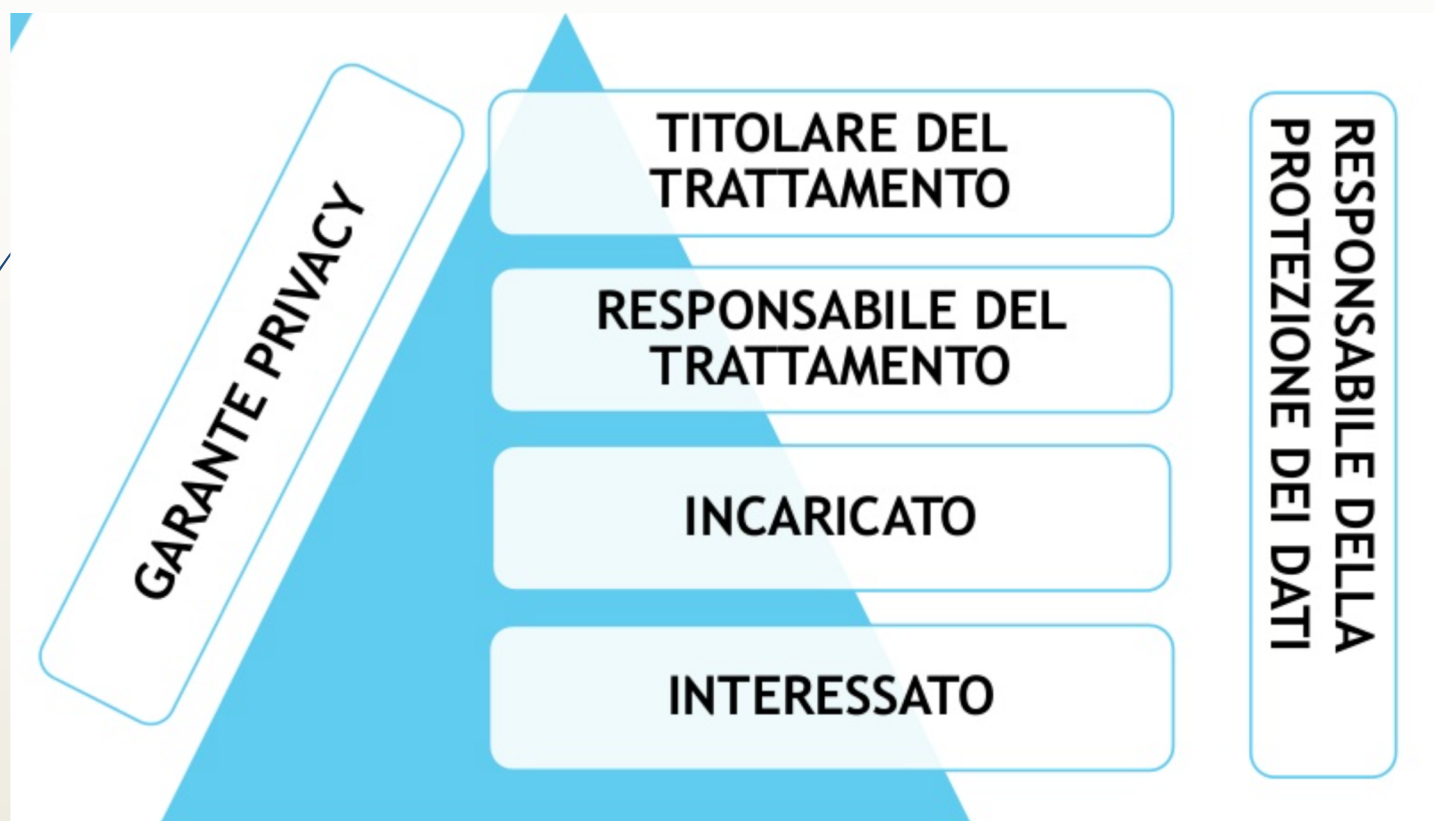 GARANTE PRIVACY
TITOLARE DEL
TRATTAMENTO
RESPONSABILE DEL
TRATTAMENTO
INCARICATO
INTERESSATO
RESPONSABILE DELLA
PROTEZIONE DEI DATI